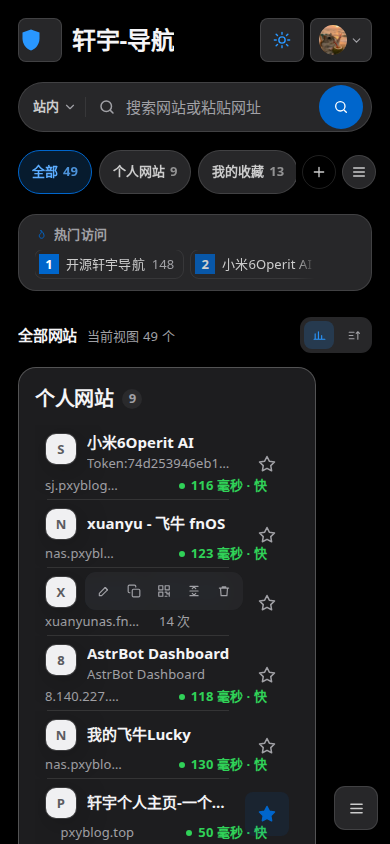 轩宇-导航
站内 搜索网站或粘贴网址
全部 49 个人网站 9 我的收藏 13
热门访问
1 开源轩宇导航 148 2 小米6Operit AI
全部网站 当前视图 49 个
个人网站 9
S 小米6Operit AI
Token:74d253946eb1...
sj.pxyblog... 116 毫秒 · 快
N xuanyu - 飞牛 fnOS
nas.pxybl... 123 毫秒 · 快
X
xuanyunas.fn... 14 次
8 AstrBot Dashboard
AstrBot Dashboard
8.140.227.... 118 毫秒 · 快
N 我的飞牛Lucky
nas.pxyblo... 130 毫秒 · 快
P 轩宇个人主页-一个...
pxyblog.top 50 毫秒 · 快